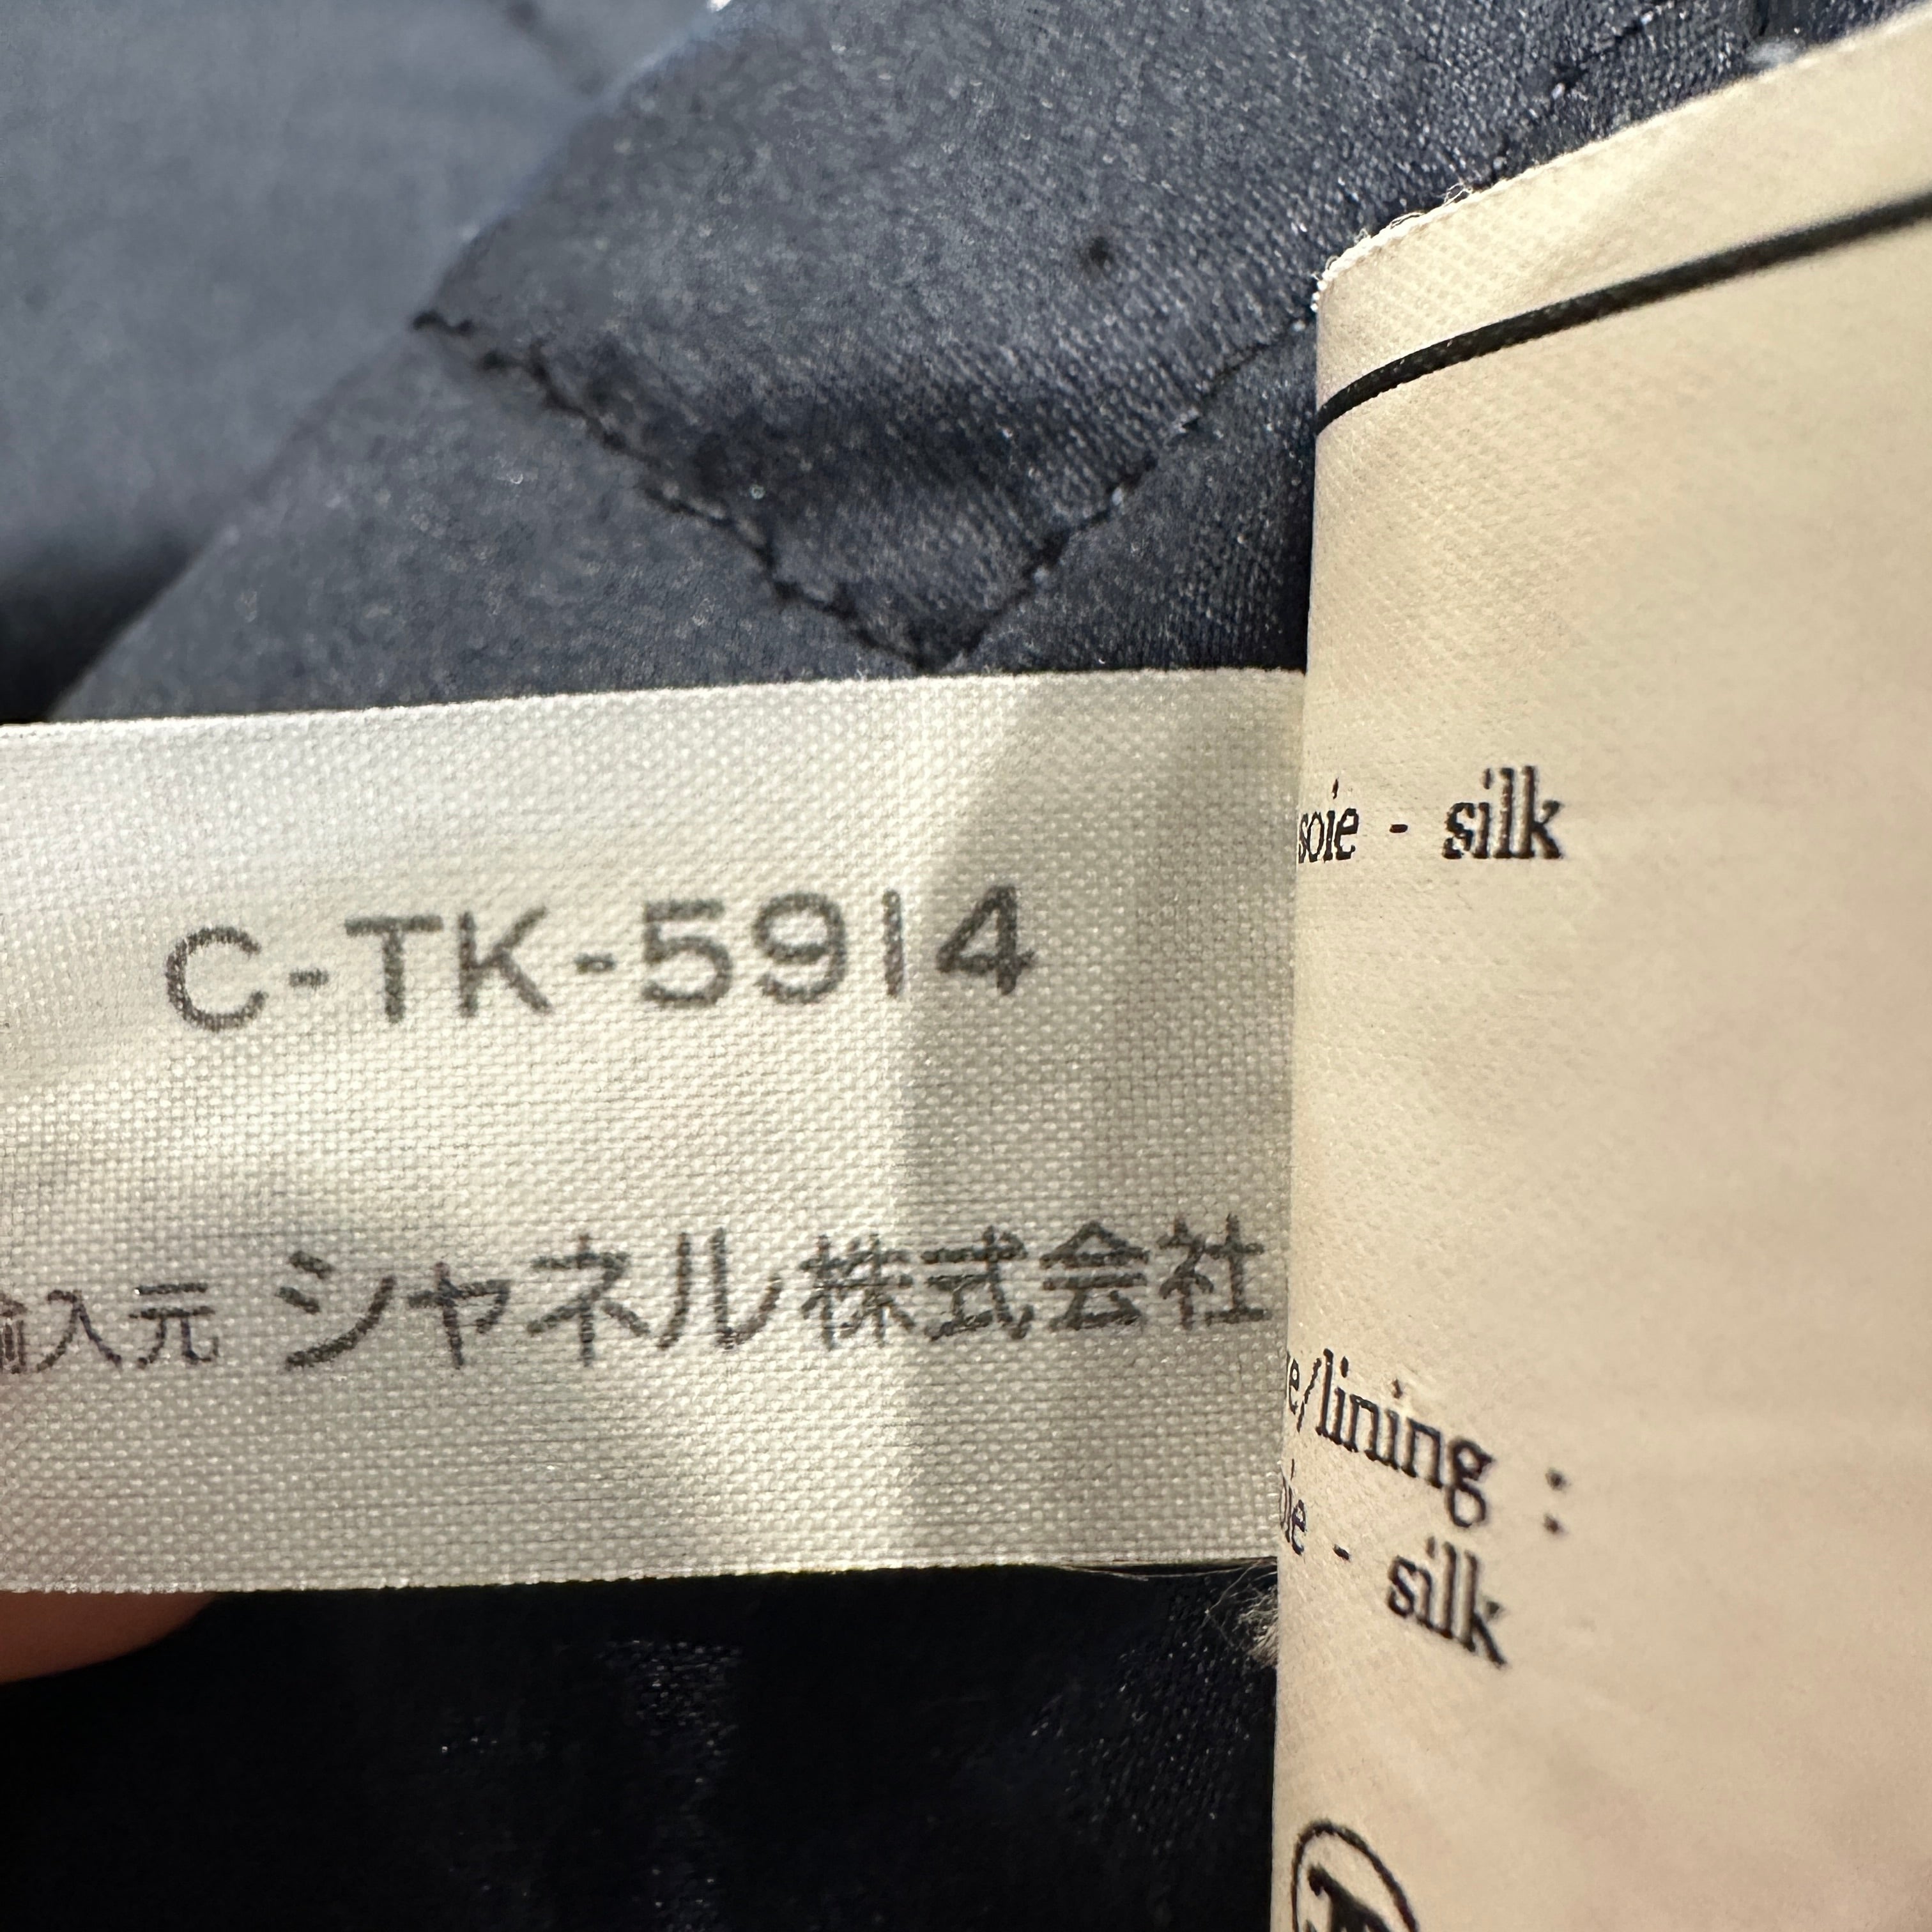 C-TK-5914
輸入元 シャネル株式会社
soie - silk
/lining :
- silk